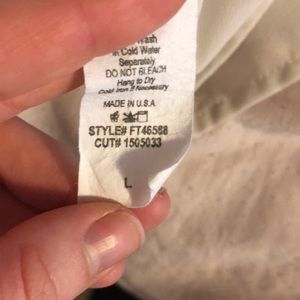 Wash
in Cold Water
Separately
DO NOT BLEACH
Hang to Dry
Cold Iron if Necessary
MADE IN U.S.A
STYLE# FT46588
CUT# 1505033
L